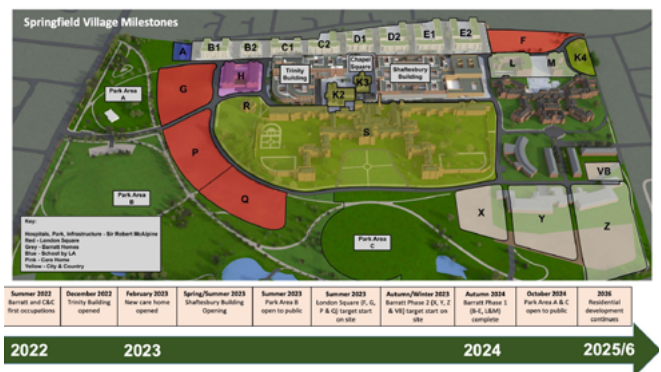 Springfield Village Milestones
A
B1
B2
C1
C2
D1
D2
E1
E2
F
G
H
Trinity
Building
Chapel
Square
K3
K2
Shaftesbury
Building
L
M
K4
Park Area
A
R
S
P
Q
Park Area
B
Park Area
C
X
Y
Z
VB
Key:
Hospitals, Park, Infrastructure - Sir Robert McAlpine
Red - London Square
Grey - Barratt Homes
Blue - School by LA
Pink - Care Home
Yellow - City & Country
Summer 2022
Barratt and C&C
first occupations
December 2022
Trinity Building
opened
February 2023
New care home
opened
Spring/Summer 2023
Shaftesbury Building
Opening
Summer 2023
Park Area B
open to public
Summer 2023
London Square (F, G,
P & Q) target start
on site
Autumn/Winter 2023
Barratt Phase 2 (X, Y, Z
& VB) target start on
site
Autumn 2024
Barratt Phase 1
(B-E, L&M)
complete
October 2024
Park Area A & C
open to public
2026
Residential
development
continues
2022
2023
2024
2025/6